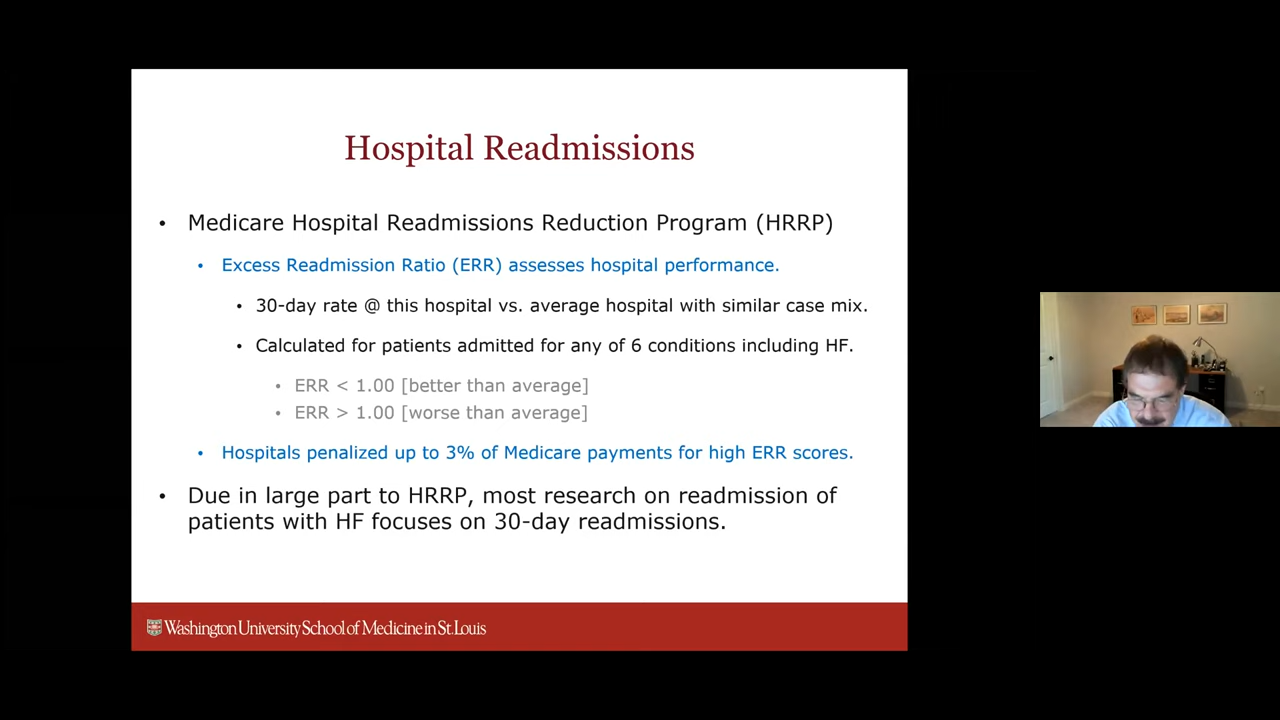 Hospital Readmissions
• Medicare Hospital Readmissions Reduction Program (HRRP)
• Excess Readmission Ratio (ERR) assesses hospital performance.
• 30-day rate @ this hospital vs. average hospital with similar case mix.
• Calculated for patients admitted for any of 6 conditions including HF.
• ERR < 1.00 [better than average]
• ERR > 1.00 [worse than average]
• Hospitals penalized up to 3% of Medicare payments for high ERR scores.
• Due in large part to HRRP, most research on readmission of
patients with HF focuses on 30-day readmissions.
Washington University School of Medicine in St. Louis